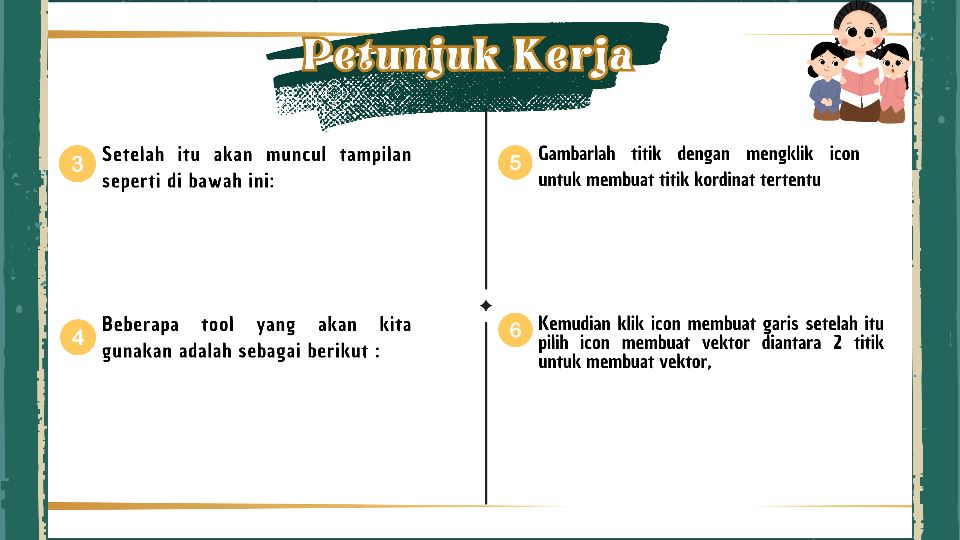 Petunjuk Kerja
3
Setelah itu akan muncul tampilan
seperti di bawah ini:
4
Beberapa tool yang akan kita
gunakan adalah sebagai berikut :
5
Gambarlah titik dengan mengklik icon
untuk membuat titik kordinat tertentu
6
Kemudian klik icon membuat garis setelah itu
pilih icon membuat vektor diantara 2 titik
untuk membuat vektor,